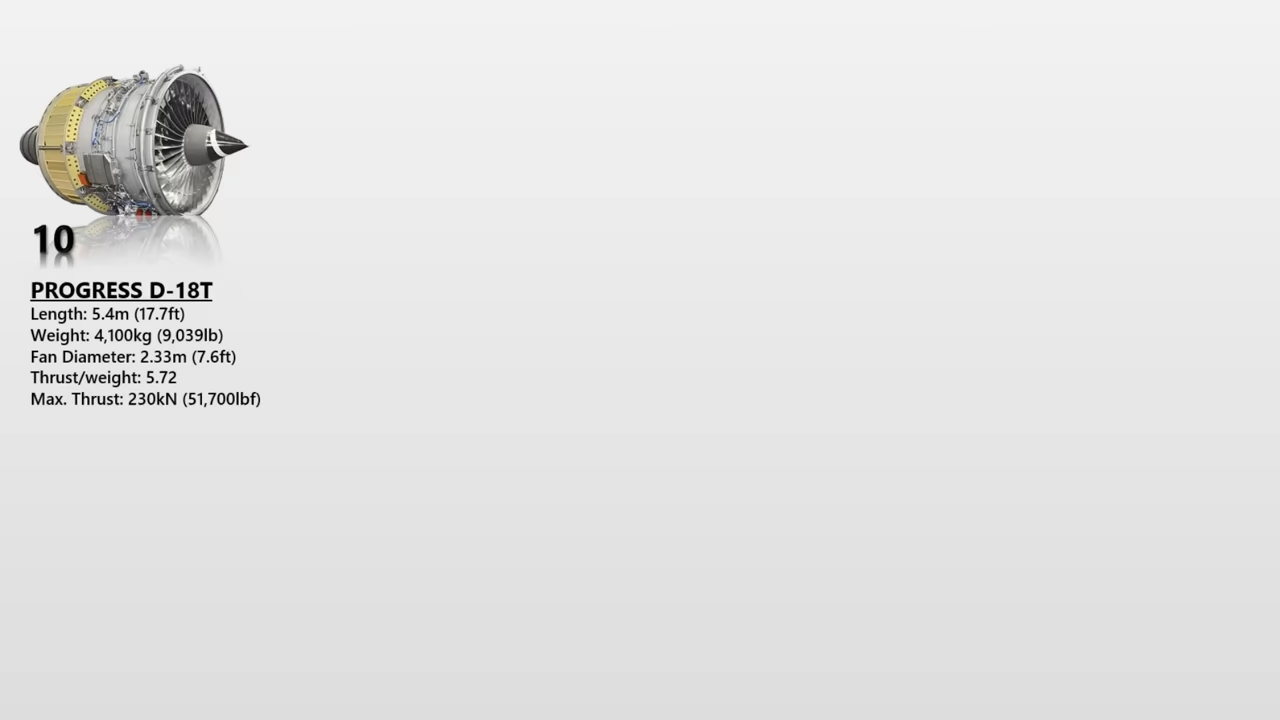 10
PROGRESS D-18T
Length: 5.4m (17.7ft)
Weight: 4,100kg (9,039lb)
Fan Diameter: 2.33m (7.6ft)
Thrust/weight: 5.72
Max. Thrust: 230kN (51,700lbf)